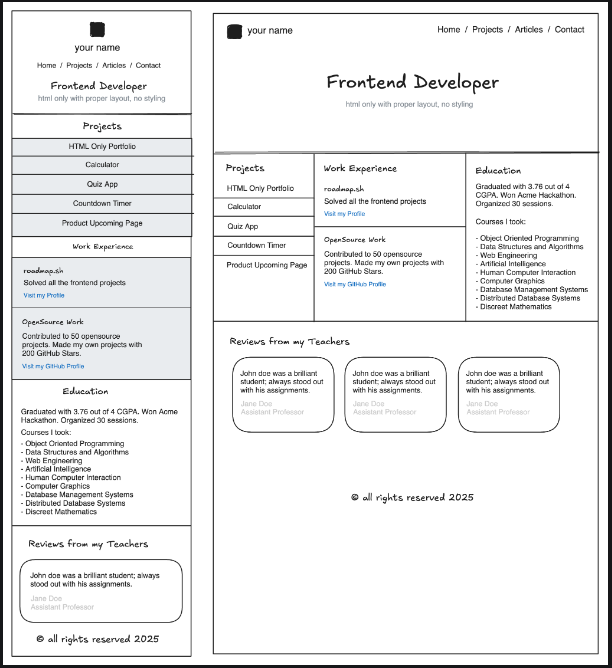 your name
Home / Projects / Articles / Contact
Frontend Developer
html only with proper layout, no styling
Projects
HTML Only Portfolio
Calculator
Quiz App
Countdown Timer
Product Upcoming Page
Work Experience
roadmap.sh
Solved all the frontend projects
Visit my Profile
OpenSource Work
Contributed to 50 opensource
projects. Made my own projects with
200 GitHub Stars.
Visit my GitHub Profile
Education
Graduated with 3.76 out of 4 CGPA. Won Acme
Hackathon. Organized 30 sessions.
Courses I took:
- Object Oriented Programming
- Data Structures and Algorithms
- Web Engineering
- Artificial Intelligence
- Human Computer Interaction
- Computer Graphics
- Database Management Systems
- Distributed Database Systems
- Discreet Mathematics
Reviews from my Teachers
John doe was a brilliant student; always
stood out with his assignments.
Jane Doe
Assistant Professor
© all rights reserved 2025
your name
Home / Projects / Articles / Contact
Frontend Developer
html only with proper layout, no styling
Projects
HTML Only Portfolio
Calculator
Quiz App
Countdown Timer
Product Upcoming Page
Work Experience
roadmap.sh
Solved all the frontend projects
Visit my Profile
OpenSource Work
Contributed to 50 opensource
projects. Made my own projects with
200 GitHub Stars.
Visit my GitHub Profile
Education
Graduated with 3.76 out of 4
CGPA. Won Acme Hackathon.
Organized 30 sessions.
Courses I took:
- Object Oriented Programming
- Data Structures and Algorithms
- Web Engineering
- Artificial Intelligence
- Human Computer Interaction
- Computer Graphics
- Database Management Systems
- Distributed Database Systems
- Discreet Mathematics
Reviews from my Teachers
John doe was a brilliant
student; always stood out
with his assignments.
Jane Doe
Assistant Professor
John doe was a brilliant
student; always stood out
with his assignments.
Jane Doe
Assistant Professor
John doe was a brilliant
student; always stood out
with his assignments.
Jane Doe
Assistant Professor
© all rights reserved 2025